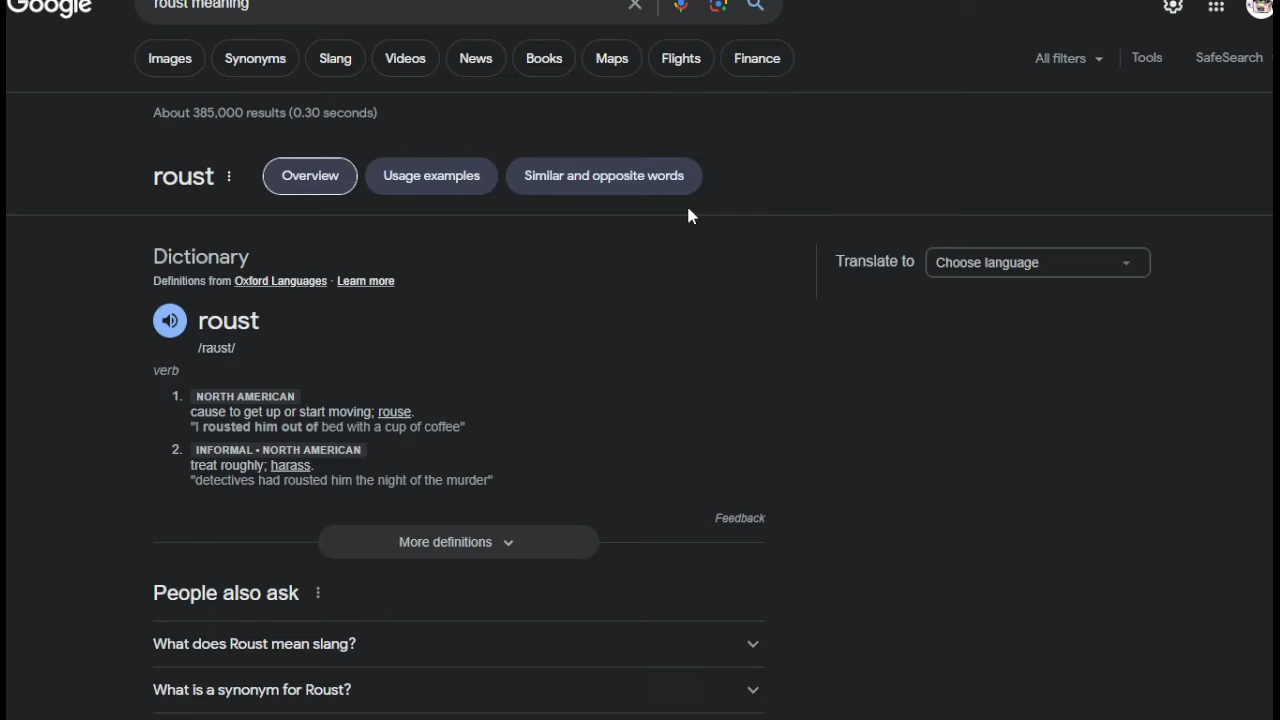 Google
roust meaning
Images Synonyms Slang Videos News Books Maps Flights Finance All filters Tools SafeSearch
About 385,000 results (0.30 seconds)
roust Overview Usage examples Similar and opposite words
Dictionary
Translate to Choose language
Definitions from Oxford Languages · Learn more
roust
/raust/
verb
1. NORTH AMERICAN
cause to get up or start moving; rouse.
"I rousted him out of bed with a cup of coffee"
2. INFORMAL • NORTH AMERICAN
treat roughly; harass.
"detectives had rousted him the night of the murder"
Feedback
More definitions
People also ask
What does Roust mean slang?
What is a synonym for Roust?